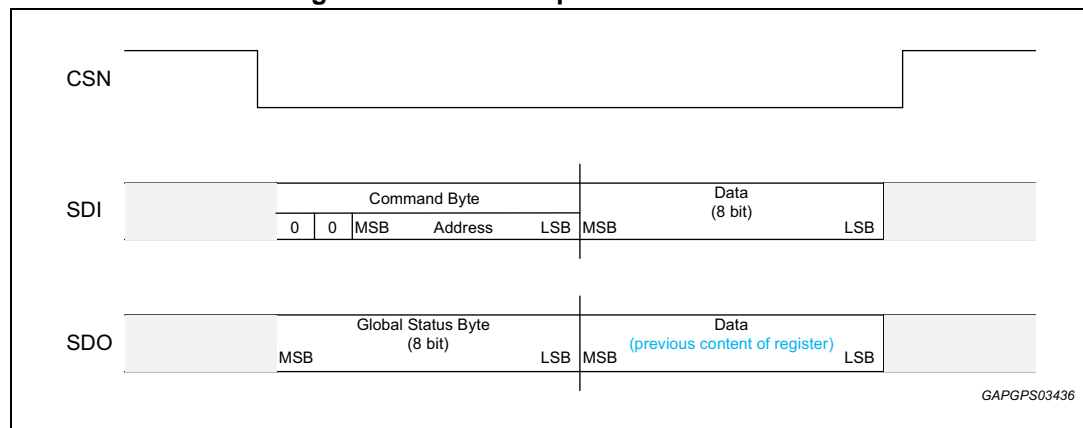 CSN
SDI
Command Byte
Data
(8 bit)
0 0 MSB Address LSB MSB LSB
SDO
Global Status Byte
(8 bit)
Data
(previous content of register)
MSB LSB MSB LSB
GAPGPS03436